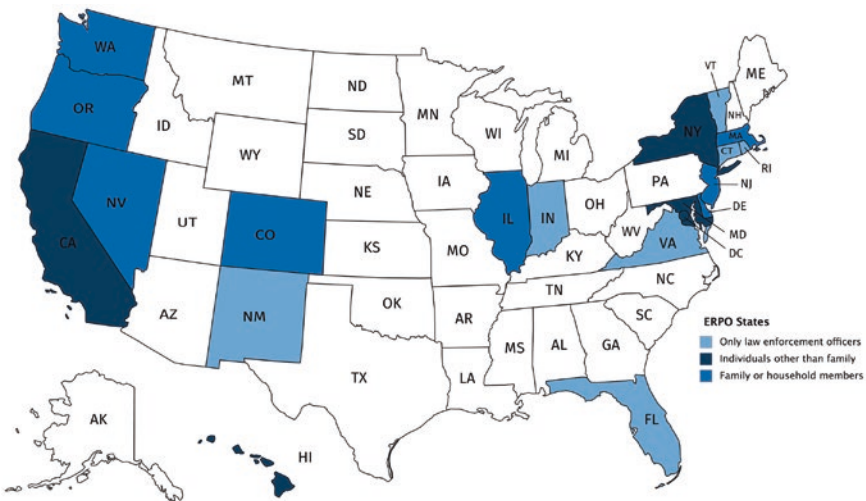 WA
MT
ND
MN
VT
ME
OR
ID
SD
WI
MI
NY
NH
MA
CT
RI
WY
NE
IA
PA
NJ
NV
UT
CO
IL
IN
OH
DE
MD
CA
KS
MO
WV
VA
DC
KY
AZ
NM
OK
TN
NC
AR
SC
MS
AL
GA
TX
LA
FL
AK
HI
ERPO States
Only law enforcement officers
Individuals other than family
Family or household members